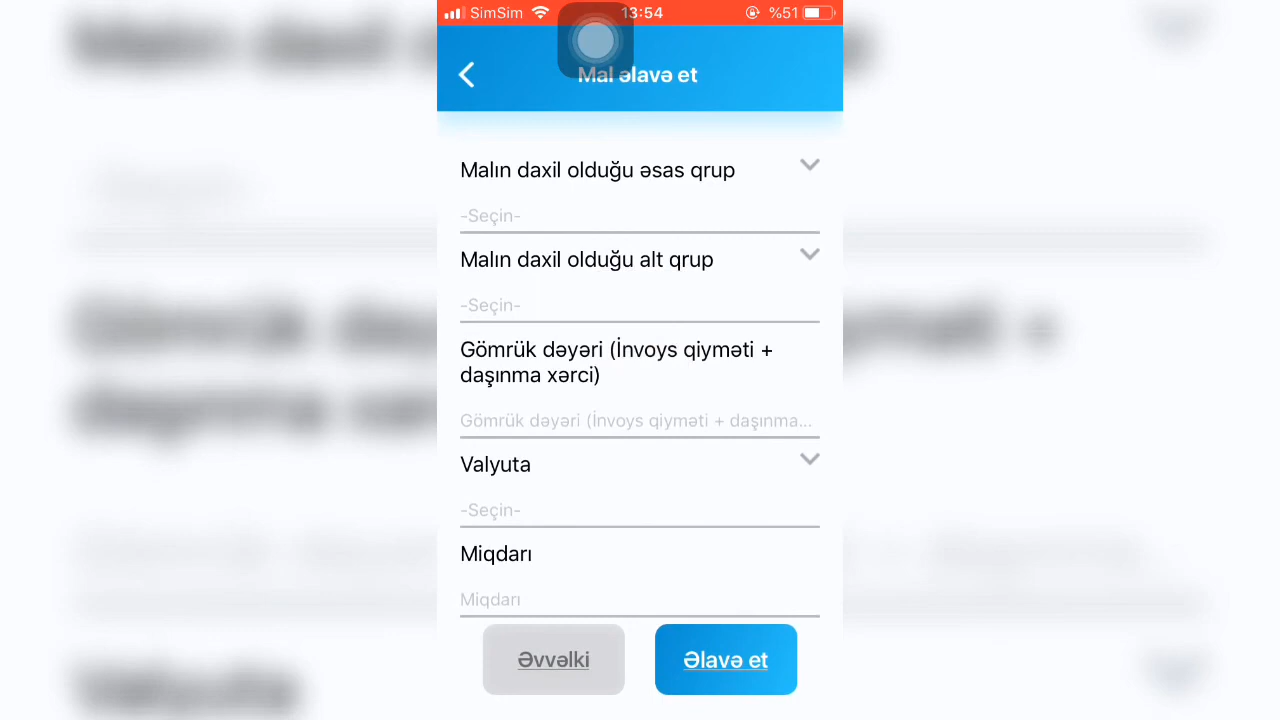 SimSim 13:54 %51
Mal əlavə et
Malın daxil olduğu əsas qrup
-Seçin-
Malın daxil olduğu alt qrup
-Seçin-
Gömrük dəyəri (İnvoys qiyməti +
daşınma xərci)
Gömrük dəyəri (İnvoys qiyməti + daşınma...
Valyuta
-Seçin-
Miqdarı
Miqdarı
Əvvəlki Əlavə et